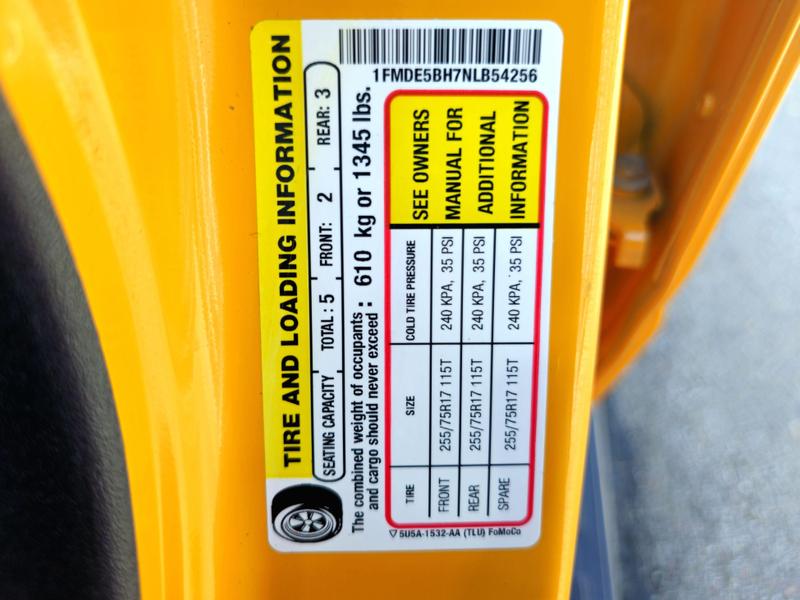 TIRE AND LOADING INFORMATION
SEATING CAPACITY TOTAL: 5 FRONT: 2 REAR: 3
The combined weight of occupants
and cargo should never exceed : 610 kg or 1345 lbs.
TIRE SIZE COLD TIRE PRESSURE
FRONT 255/75R17 115T 240 KPA, 35 PSI
REAR 255/75R17 115T 240 KPA, 35 PSI
SPARE 255/75R17 115T 240 KPA, 35 PSI
SEE OWNERS
MANUAL FOR
ADDITIONAL
INFORMATION
5U5A-1532-AA (TLU) FoMoCo
1FMDE5BH7NLB54256